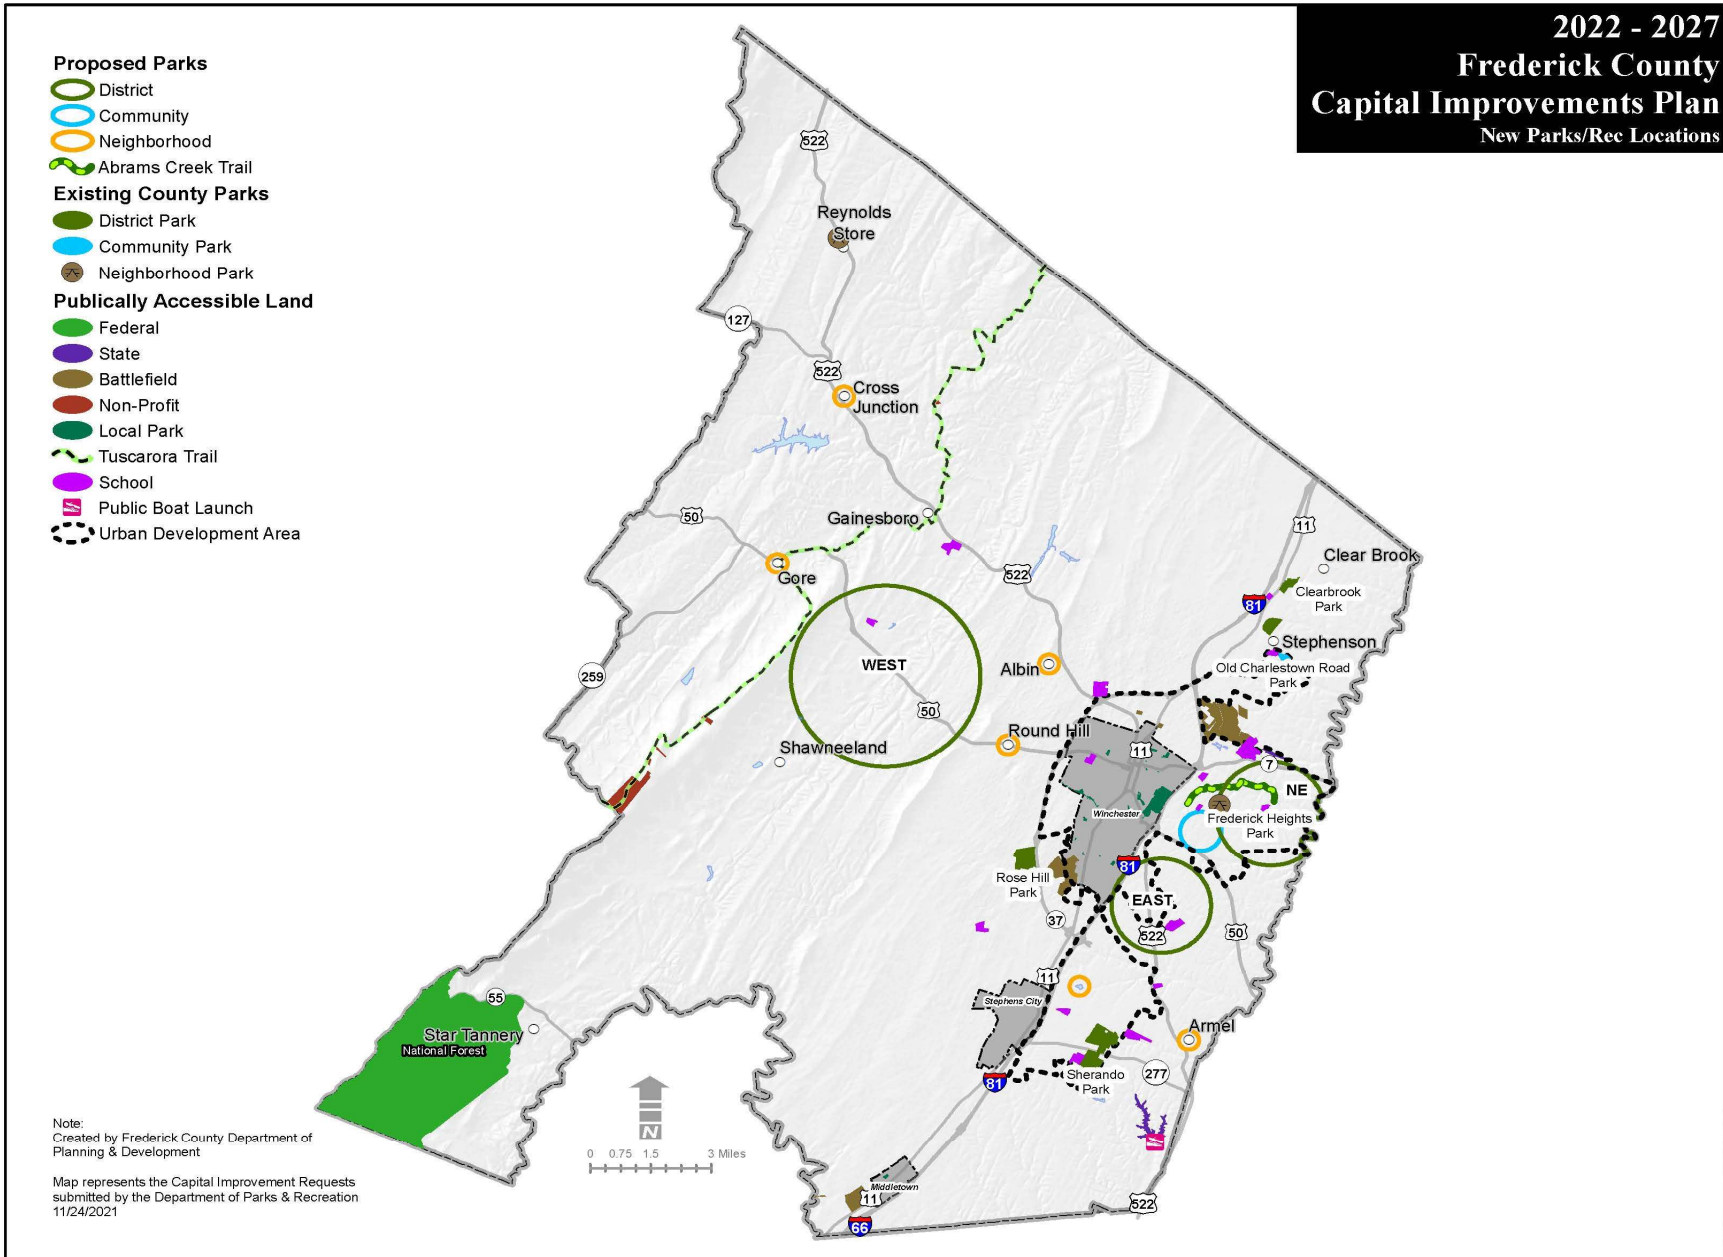 2022 - 2027
Frederick County
Capital Improvements Plan
New Parks/Rec Locations
Proposed Parks
District
Community
Neighborhood
Abrams Creek Trail
Existing County Parks
District Park
Community Park
Neighborhood Park
Publically Accessible Land
Federal
State
Battlefield
Non-Profit
Local Park
Tuscarora Trail
School
Public Boat Launch
Urban Development Area
522
Reynolds
Store
127
522
Cross
Junction
50
Gainesboro
11
Clear Brook
Gore
522
81
Clearbrook
Park
Stephenson
259
WEST
Albin
Old Charlestown Road
Park
50
Round Hill
Shawneeland
11
7
NE
Winchester
Frederick Heights
Park
81
Rose Hill
Park
EAST
37
522
50
11
Stephens City
55
Star Tannery
National Forest
Armel
81
Sherando
Park
277
N
0 0.75 1.5 3 Miles
Middletown
11
522
66
Note:
Created by Frederick County Department of
Planning & Development
Map represents the Capital Improvement Requests
submitted by the Department of Parks & Recreation
11/24/2021